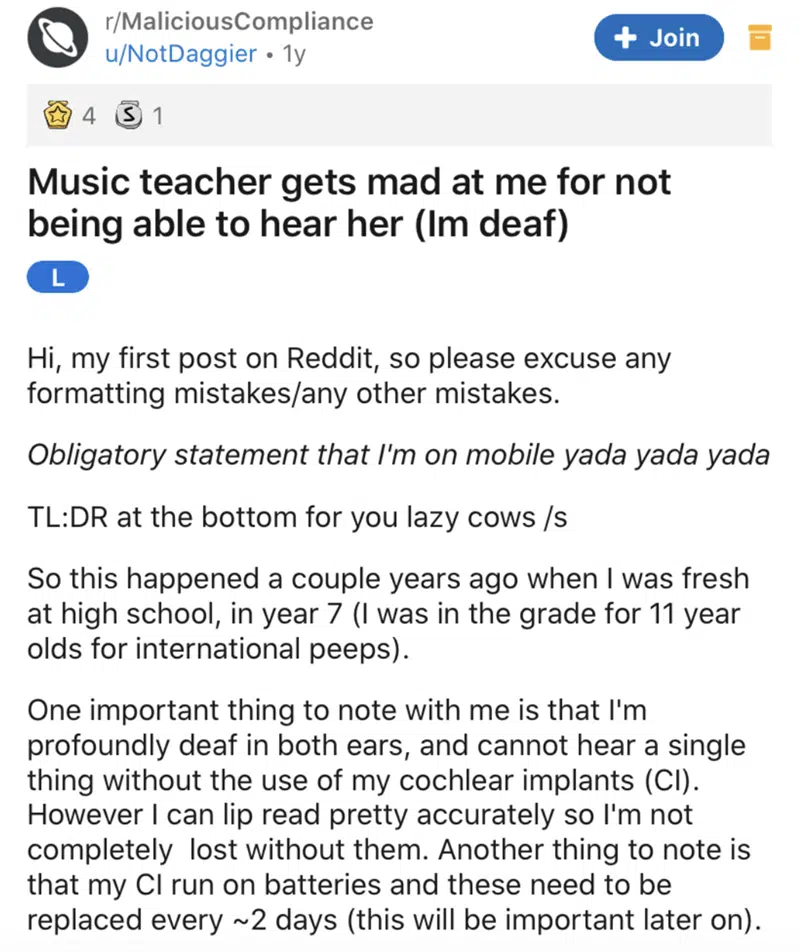 r/MaliciousCompliance
u/NotDaggier • 1y
+ Join
4 S 1
Music teacher gets mad at me for not
being able to hear her (Im deaf)
L
Hi, my first post on Reddit, so please excuse any
formatting mistakes/any other mistakes.
Obligatory statement that I'm on mobile yada yada yada
TL:DR at the bottom for you lazy cows /s
So this happened a couple years ago when I was fresh
at high school, in year 7 (I was in the grade for 11 year
olds for international peeps).
One important thing to note with me is that I'm
profoundly deaf in both ears, and cannot hear a single
thing without the use of my cochlear implants (CI).
However I can lip read pretty accurately so I'm not
completely  lost without them. Another thing to note is
that my CI run on batteries and these need to be
replaced every ~2 days (this will be important later on).